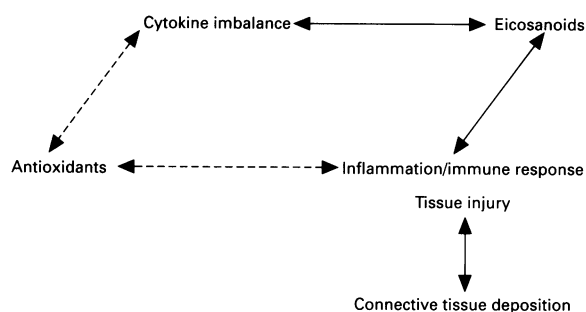 Cytokine imbalance
Eicosanoids
Antioxidants
Inflammation/immune response
Tissue injury
Connective tissue deposition